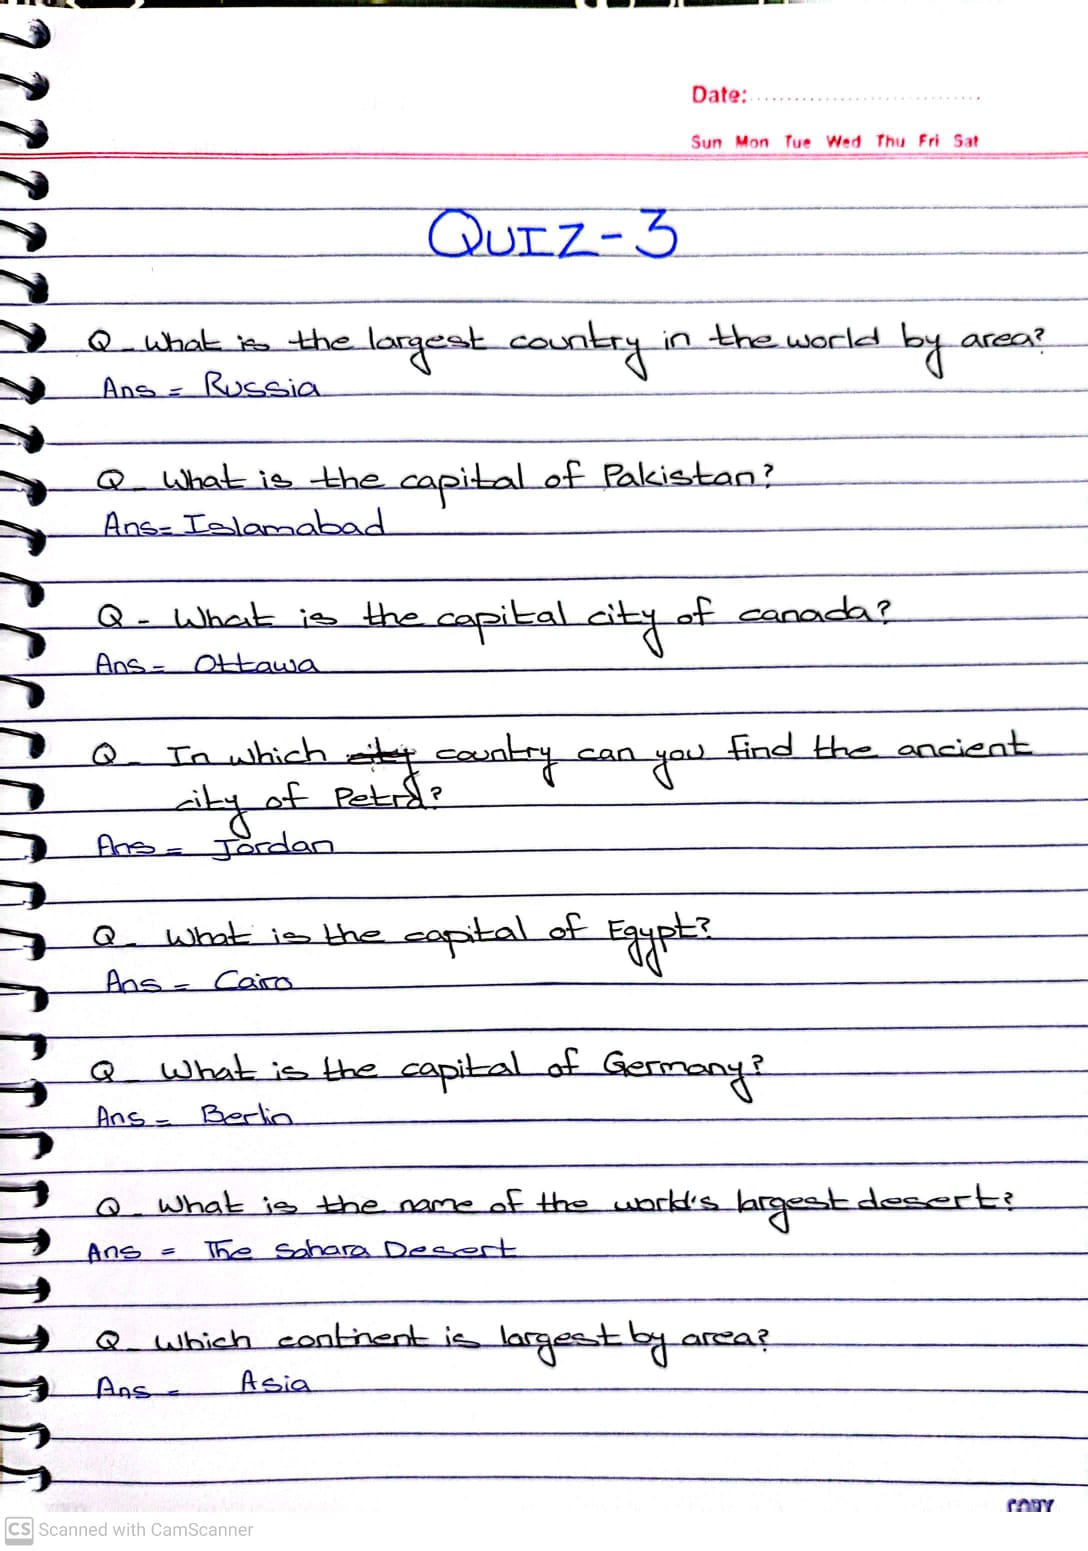 Date:
Sun Mon Tue Wed Thu Fri Sat
QUIZ-3
Q - What is the largest country in the world by area?
Ans = Russia
Q - What is the capital of Pakistan?
Ans = Islamabad
Q - What is the capital city of canada?
Ans = Ottawa
Q - In which city country can you find the ancient
city of Petra?
Ans = Jordan
Q - What is the capital of Egypt?
Ans = Cairo
Q - What is the capital of Germany?
Ans = Berlin
Q - What is the name of the world's largest desert?
Ans = The Sahara Desert
Q - Which continent is largest by area?
Ans = Asia
CS Scanned with CamScanner